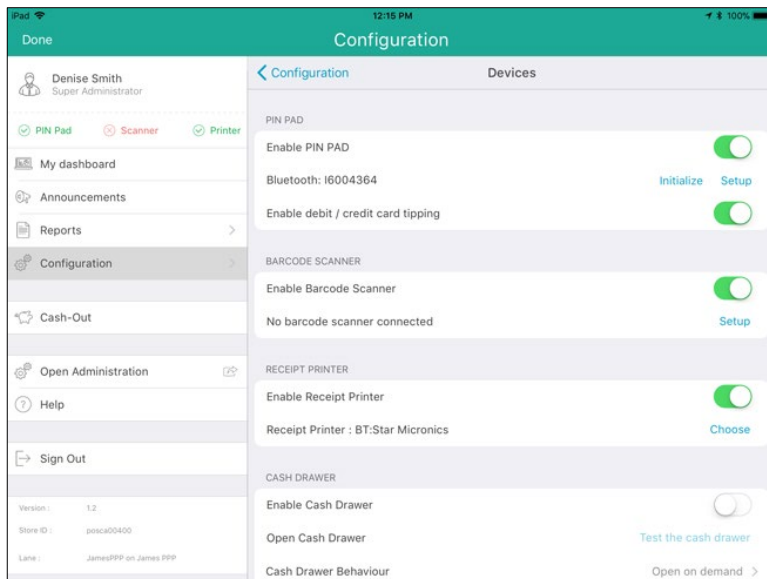 iPad 12:15 PM 100%
Done Configuration
Denise Smith
Super Administrator
PIN Pad Scanner Printer
My dashboard
Announcements
Reports
Configuration
Cash-Out
Open Administration
Help
Sign Out
Version : 1.2
Store ID : posca00400
Lane : JamesPPP on James PPP
Configuration Devices
PIN PAD
Enable PIN PAD
Bluetooth: I6004364 Initialize Setup
Enable debit / credit card tipping
BARCODE SCANNER
Enable Barcode Scanner
No barcode scanner connected Setup
RECEIPT PRINTER
Enable Receipt Printer
Receipt Printer : BT:Star Micronics Choose
CASH DRAWER
Enable Cash Drawer
Open Cash Drawer Test the cash drawer
Cash Drawer Behaviour Open on demand